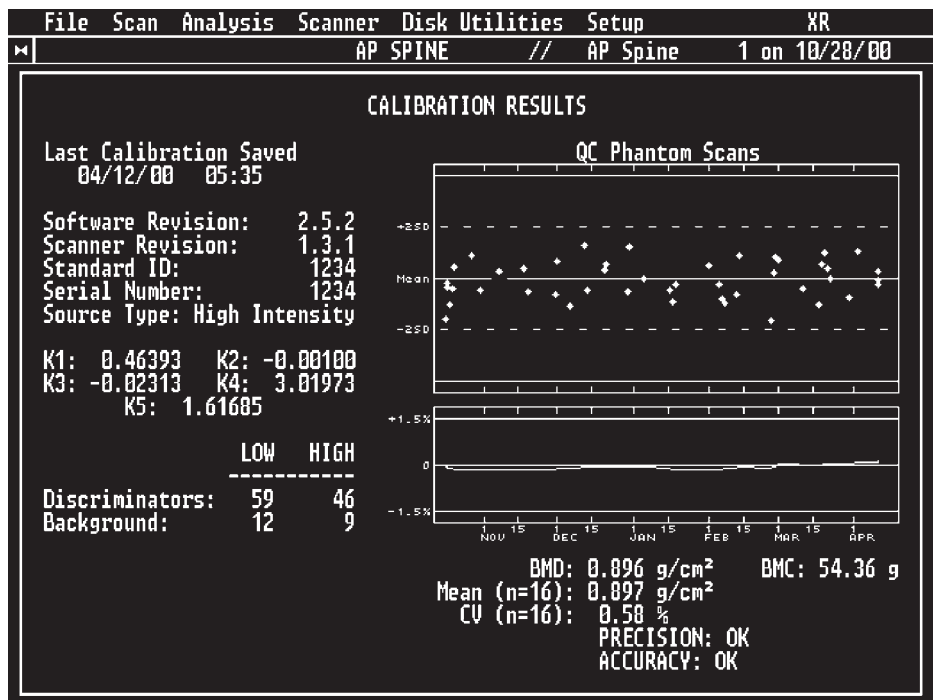 File Scan Analysis Scanner Disk Utilities Setup XR
AP SPINE // AP Spine 1 on 10/28/00
CALIBRATION RESULTS
Last Calibration Saved
04/12/00 05:35
Software Revision: 2.5.2
Scanner Revision: 1.3.1
Standard ID: 1234
Serial Number: 1234
Source Type: High Intensity
K1: 0.46393 K2: -0.00100
K3: -0.02313 K4: 3.01973
K5: 1.61685
LOW HIGH
Discriminators: 59 46
Background: 12 9
QC Phantom Scans
+2SD
Mean
-2SD
+1.5%
0
-1.5%
1 15 1 15 1 15 1 15 1 15 1
NOV DEC JAN FEB MAR APR
BMD: 0.896 g/cm² BMC: 54.36 g
Mean (n=16): 0.897 g/cm²
CV (n=16): 0.58 %
PRECISION: OK
ACCURACY: OK